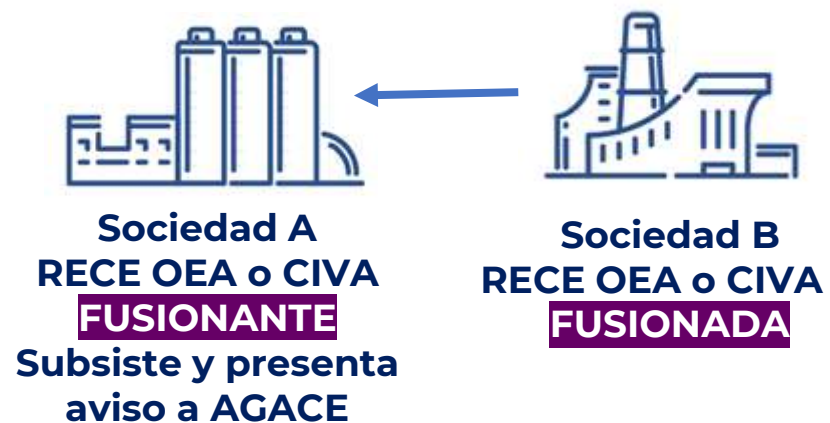 Sociedad A
RECE OEA o CIVA
FUSIONANTE
Subsiste y presenta
aviso a AGACE
Sociedad B
RECE OEA o CIVA
FUSIONADA